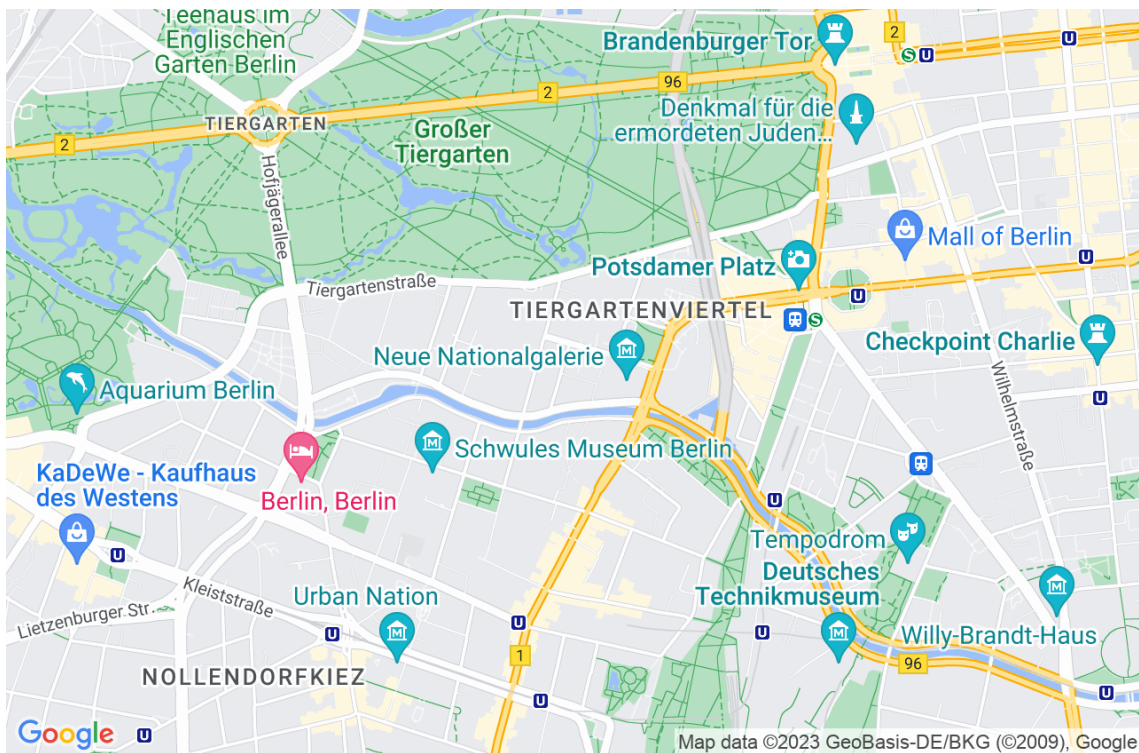 Teehaus im
Englischen
Garten Berlin
Brandenburger Tor
2
S
U
U
96
2
Denkmal für die
ermordeten Juden...
TIERGARTEN
Großer
Tiergarten
2
Hofjägerallee
Mall of Berlin
Potsdamer Platz
Tiergartenstraße
TIERGARTENVIERTEL
U
S
Checkpoint Charlie
Neue Nationalgalerie
Wilhelmstraße
Aquarium Berlin
U
Schwules Museum Berlin
KaDeWe - Kaufhaus
des Westens
Berlin, Berlin
U
Tempodrom
U
Deutsches
Technikmuseum
Kleiststraße
Urban Nation
Lietzenburger Str
U
U
U
Willy-Brandt-Haus
1
96
NOLLENDORFKIEZ
U
U
Google
U
Map data ©2023 GeoBasis-DE/BKG (©2009), Google